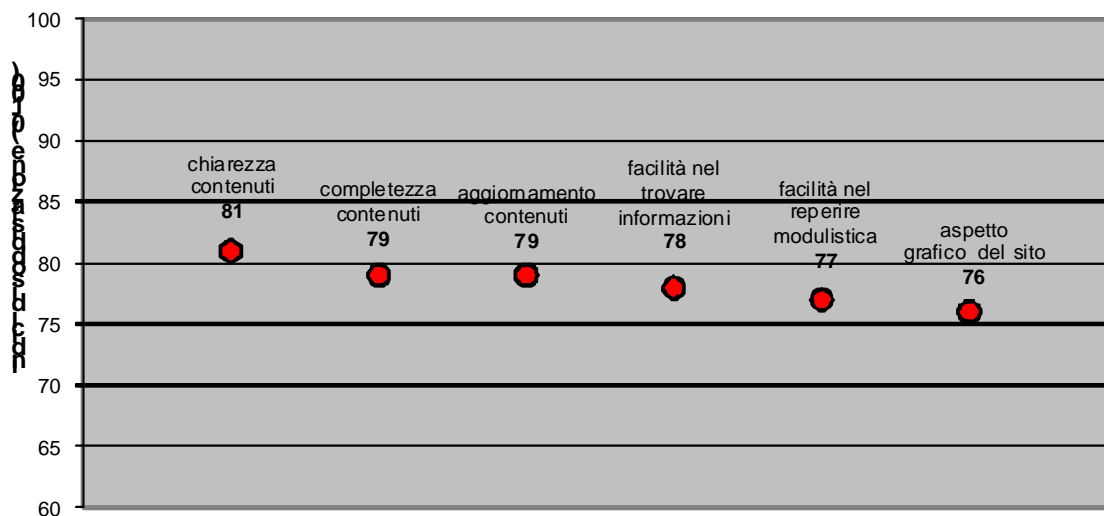 100
95
90
85
80
75
70
65
60
chiarezza
contenuti
81
completezza
contenuti
79
aggiornamento
contenuti
79
facilità nel
trovare
informazioni
78
facilità nel
reperire
modulistica
77
aspetto
grafico del sito
76